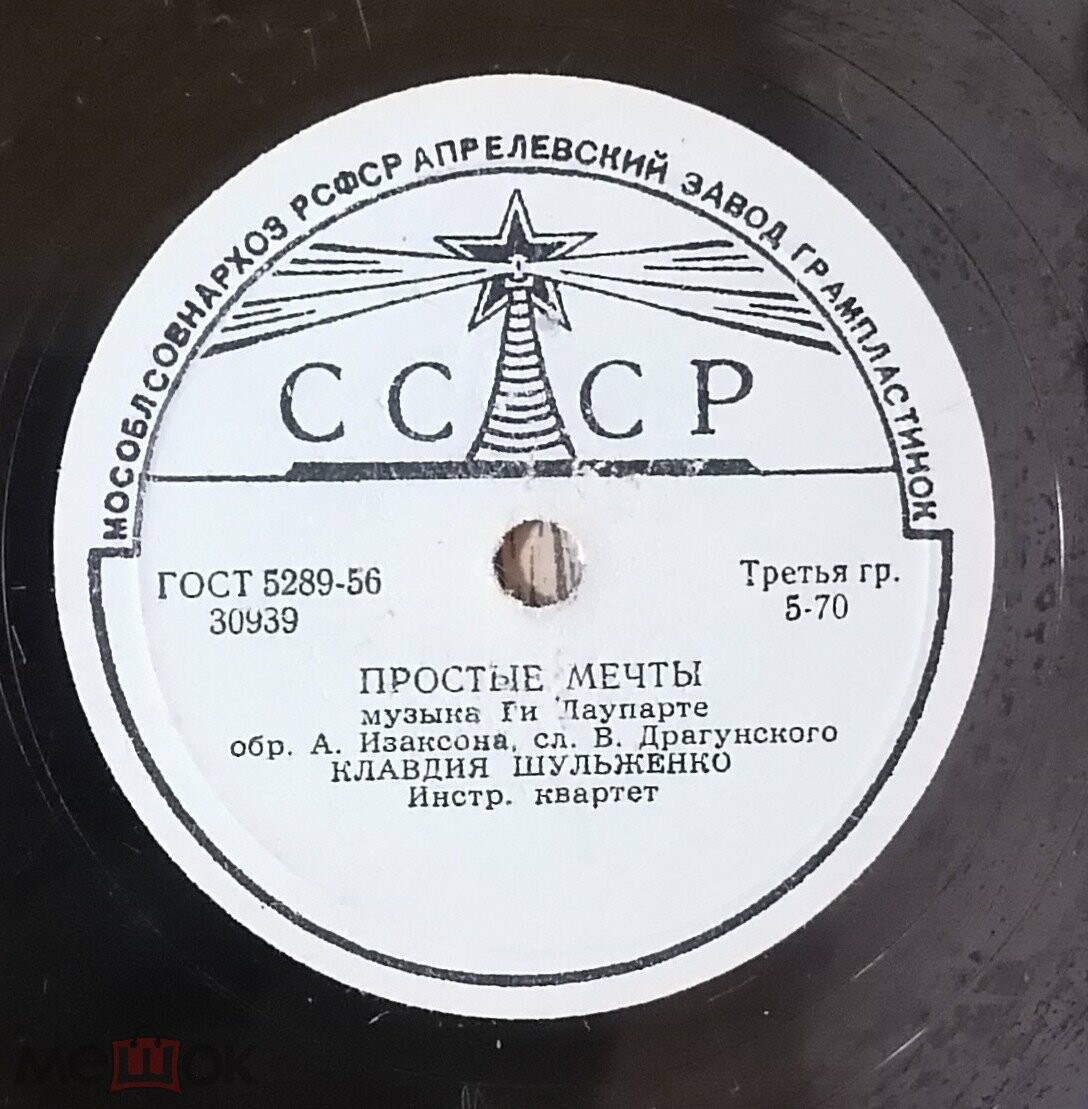 МОСОБЛСОВНАРХОЗ РСФСР АПРЕЛЕВСКИЙ ЗАВОД ГРАМПЛАСТИНОК
СССР
ГОСТ 5289-56
30939
Третья гр.
5-70
ПРОСТЫЕ МЕЧТЫ
музыка Ги Лаупарте
обр. А. Изаксона, сл. В. Драгунского
КЛАВДИЯ ШУЛЬЖЕНКО
Инстр. квартет
мешок